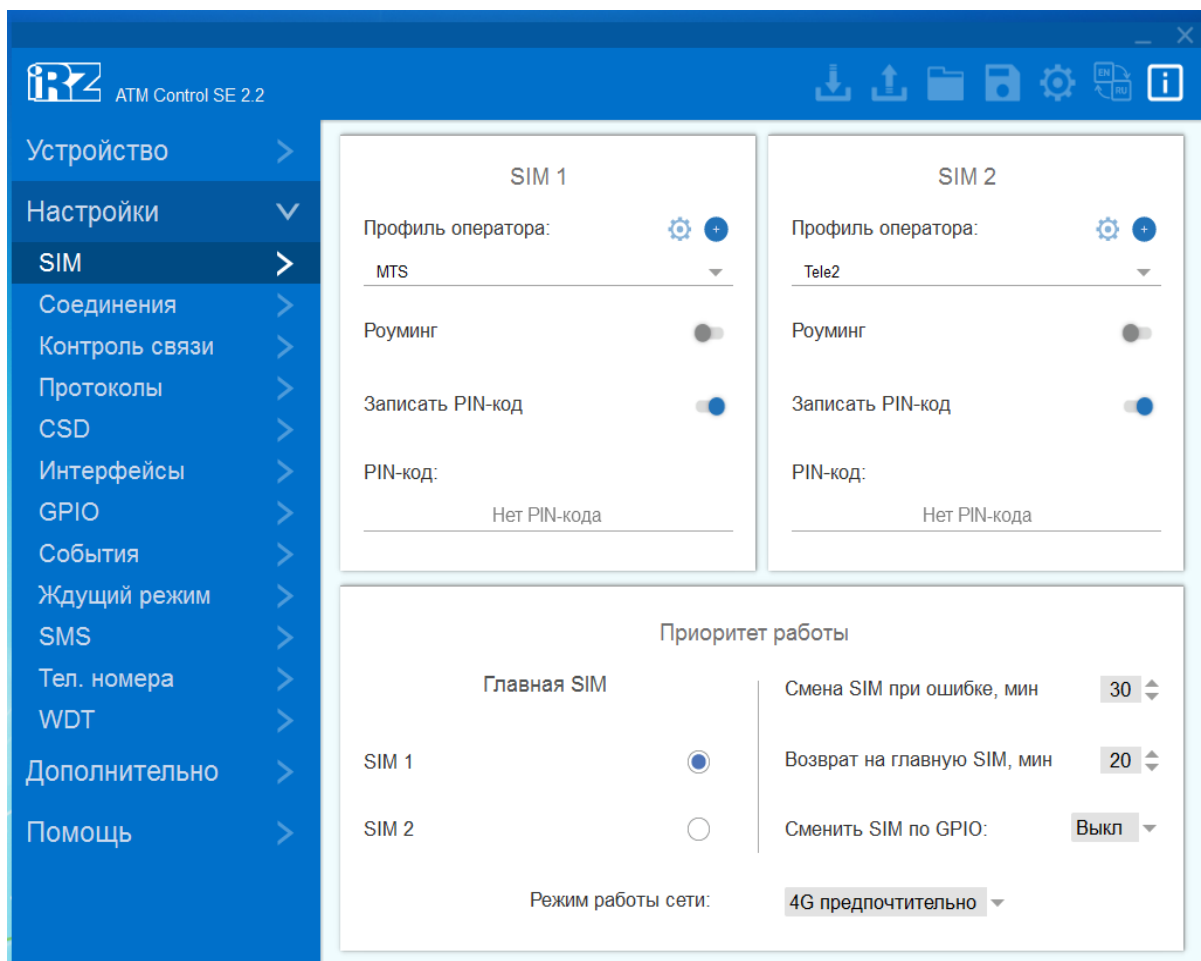 iRZ ATM Control SE 2.2
EN RU
Устройство
Настройки
SIM
Соединения
Контроль связи
Протоколы
CSD
Интерфейсы
GPIO
События
Ждущий режим
SMS
Тел. номера
WDT
Дополнительно
Помощь
SIM 1
Профиль оператора:
MTS
Роуминг
Записать PIN-код
PIN-код:
Нет PIN-кода
SIM 2
Профиль оператора:
Tele2
Роуминг
Записать PIN-код
PIN-код:
Нет PIN-кода
Приоритет работы
Главная SIM
SIM 1
SIM 2
Смена SIM при ошибке, мин 30
Возврат на главную SIM, мин 20
Сменить SIM по GPIO: Выкл
Режим работы сети: 4G предпочтительно